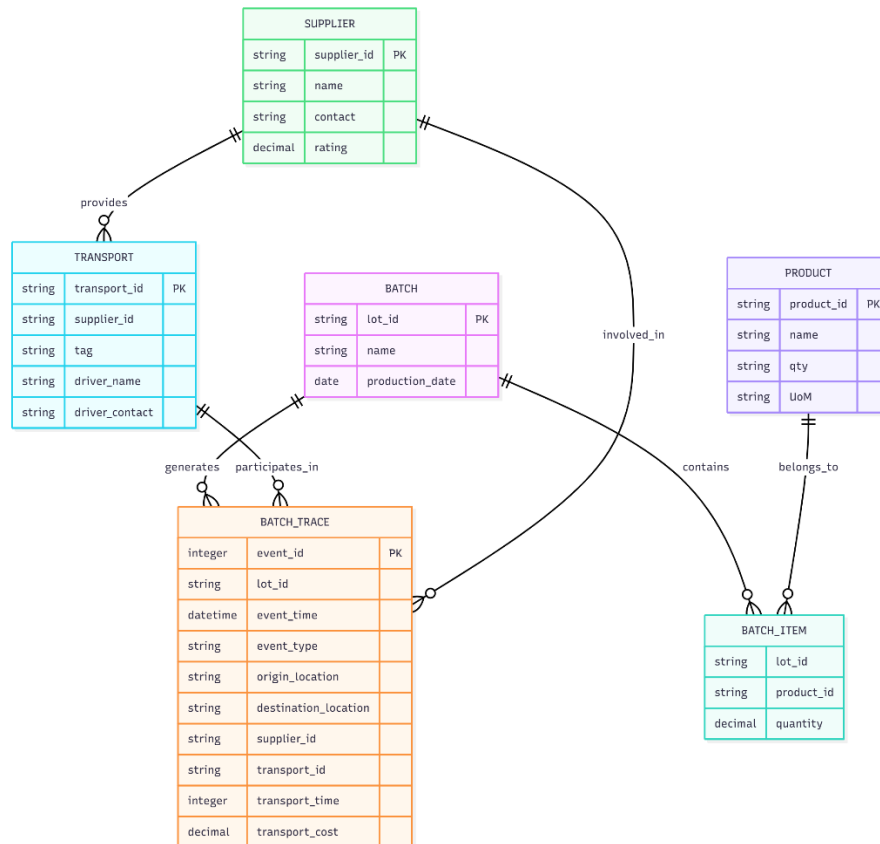 SUPPLIER
string supplier_id PK
string name
string contact
decimal rating
provides
TRANSPORT
string transport_id PK
string supplier_id
string tag
string driver_name
string driver_contact
BATCH
string lot_id PK
string name
date production_date
PRODUCT
string product_id PK
string name
string qty
string UoM
involved_in
generates
participates_in
contains
belongs_to
BATCH_TRACE
integer event_id PK
string lot_id
datetime event_time
string event_type
string origin_location
string destination_location
string supplier_id
string transport_id
integer transport_time
decimal transport_cost
BATCH_ITEM
string lot_id
string product_id
decimal quantity